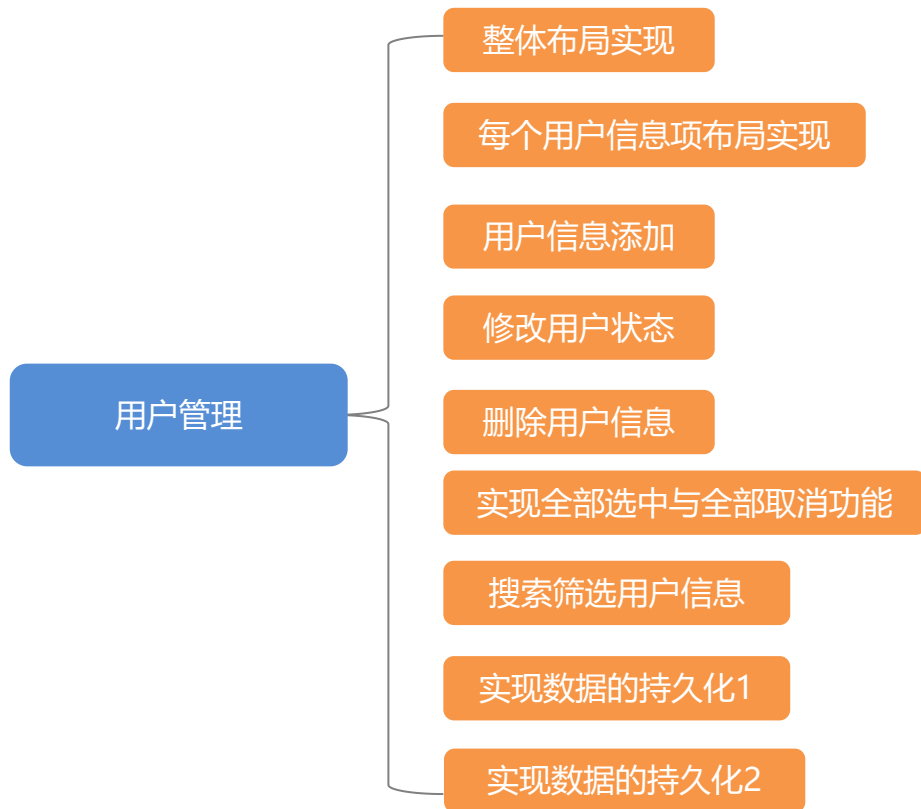 整体布局实现
每个用户信息项布局实现
用户信息添加
修改用户状态
用户管理
删除用户信息
实现全部选中与全部取消功能
搜索筛选用户信息
实现数据的持久化1
实现数据的持久化2